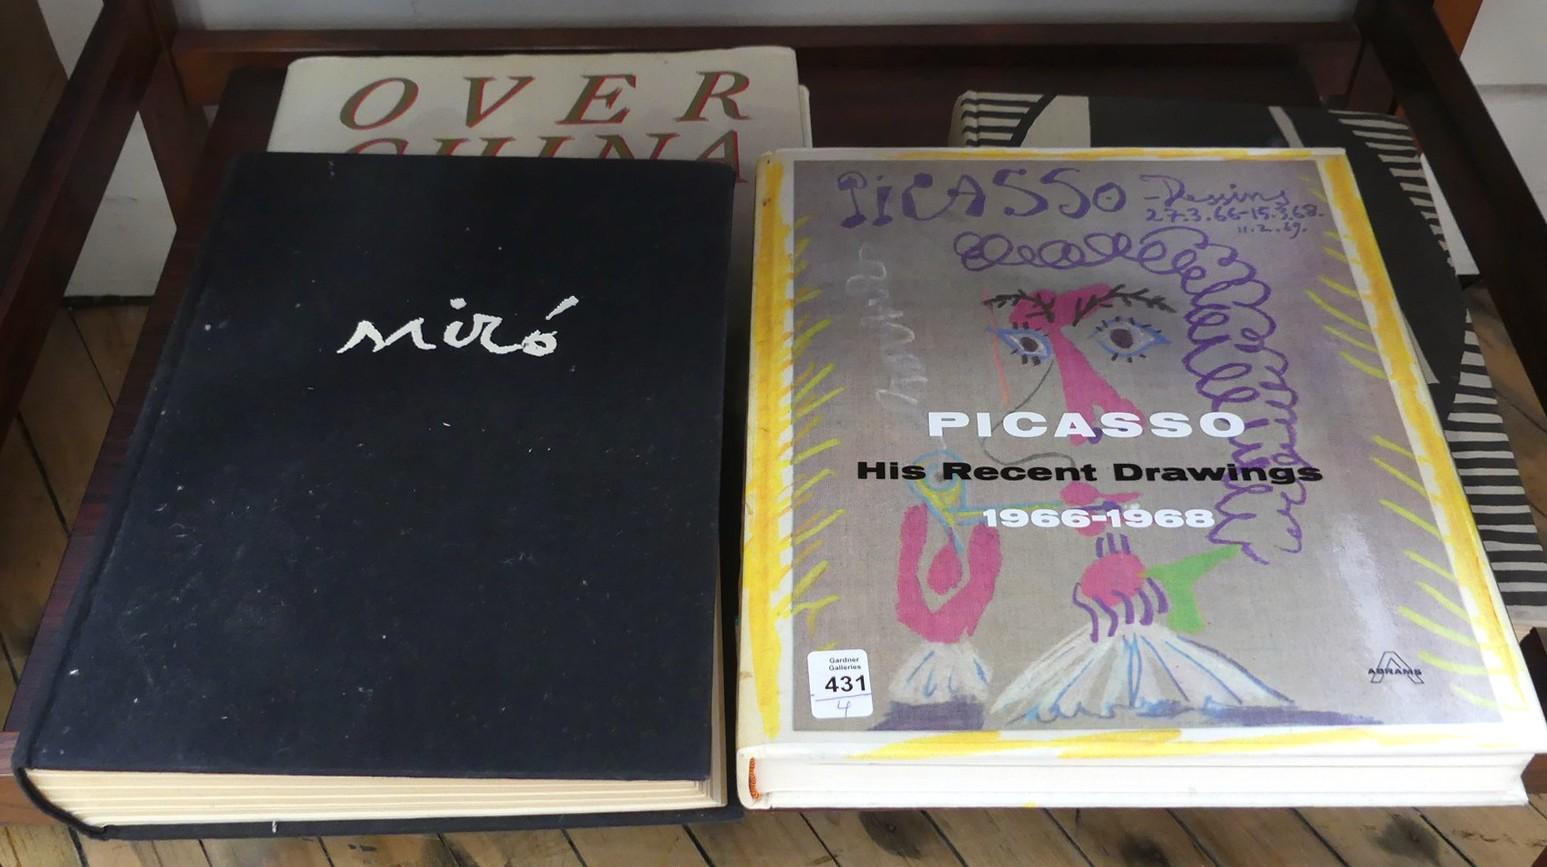 OVER
CHINA
miró
PICASSO - Dessins
27.3.66-15.3.68.
11.2.69.
PICASSO
His Recent Drawings
1966-1968
Gardner
Galleries
431
4
ABRAMS